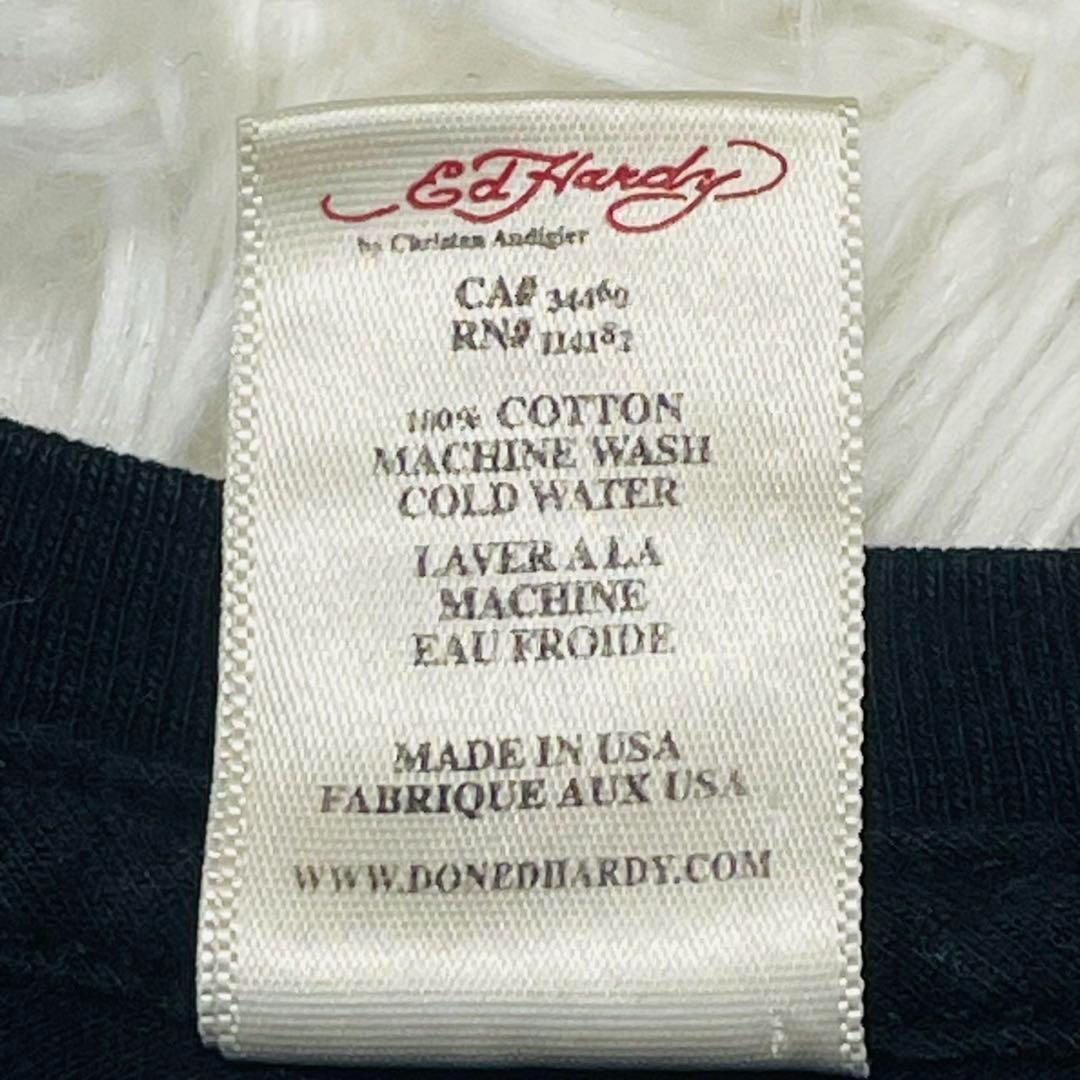 Ed Hardy
by Christian Audigier
CA# 34460
RN# 114187
100% COTTON
MACHINE WASH
COLD WATER
LAVER A LA
MACHINE
EAU FROIDE
MADE IN USA
FABRIQUE AUX USA
WWW.DONEDHARDY.COM